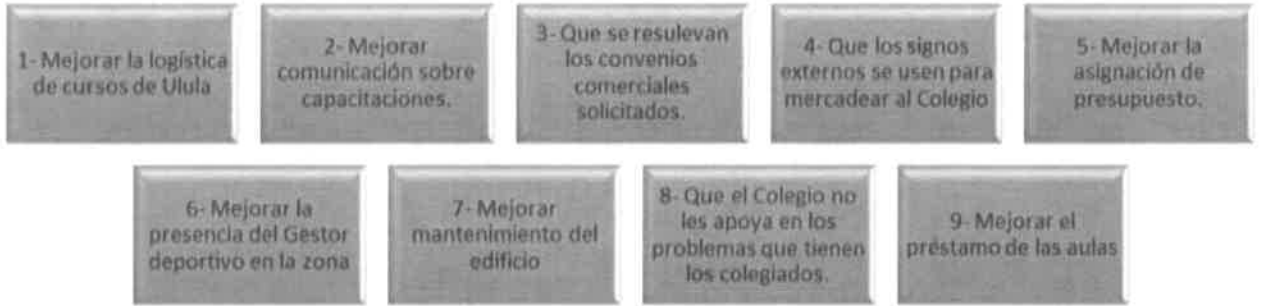 1- Mejorar la logística
de cursos de Ulula
2- Mejorar
comunicación sobre
capacitaciones.
3- Que se resulevan
los convenios
comerciales
solicitados.
4- Que los signos
externos se usen para
mercadear al Colegio
5- Mejorar la
asignación de
presupuesto.
6- Mejorar la
presencia del Gestor
deportivo en la zona
7- Mejorar
mantenimiento del
edificio
8- Que el Colegio no
les apoya en los
problemas que tienen
los colegiados.
9- Mejorar el
préstamo de las aulas